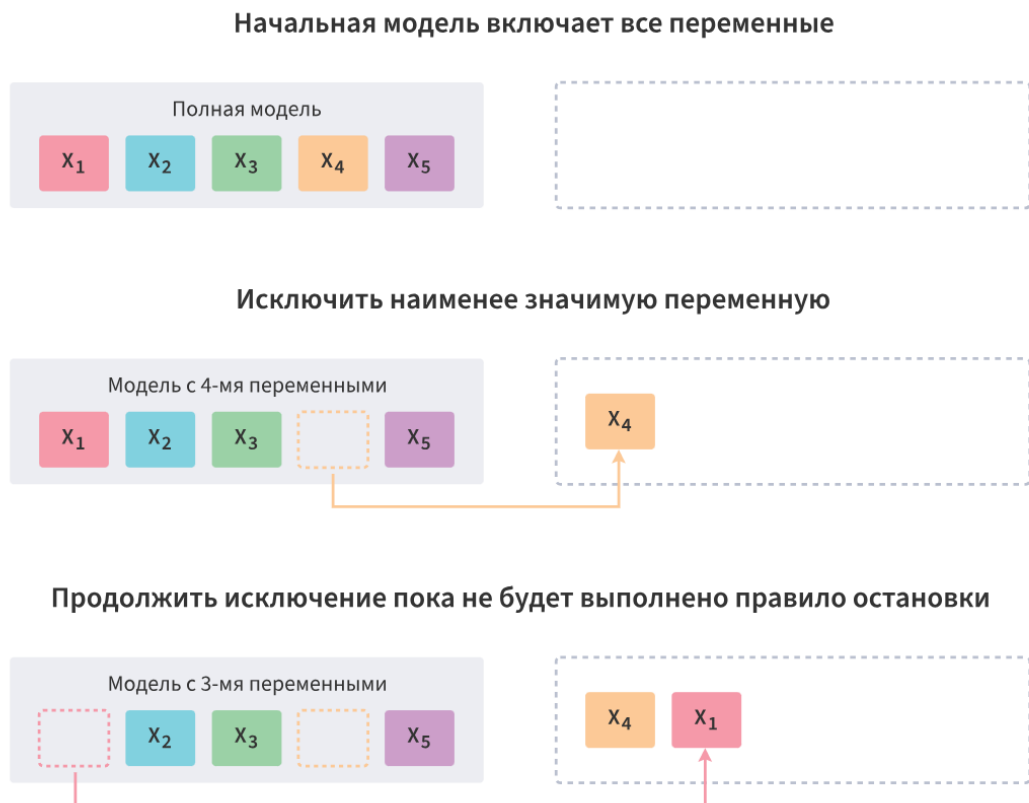 Начальная модель включает все переменные
Полная модель
X₁ X₂ X₃ X₄ X₅
Исключить наименее значимую переменную
Модель с 4-мя переменными
X₁ X₂ X₃ X₅ X₄
Продолжить исключение пока не будет выполнено правило остановки
Модель с 3-мя переменными
X₂ X₃ X₅ X₄ X₁